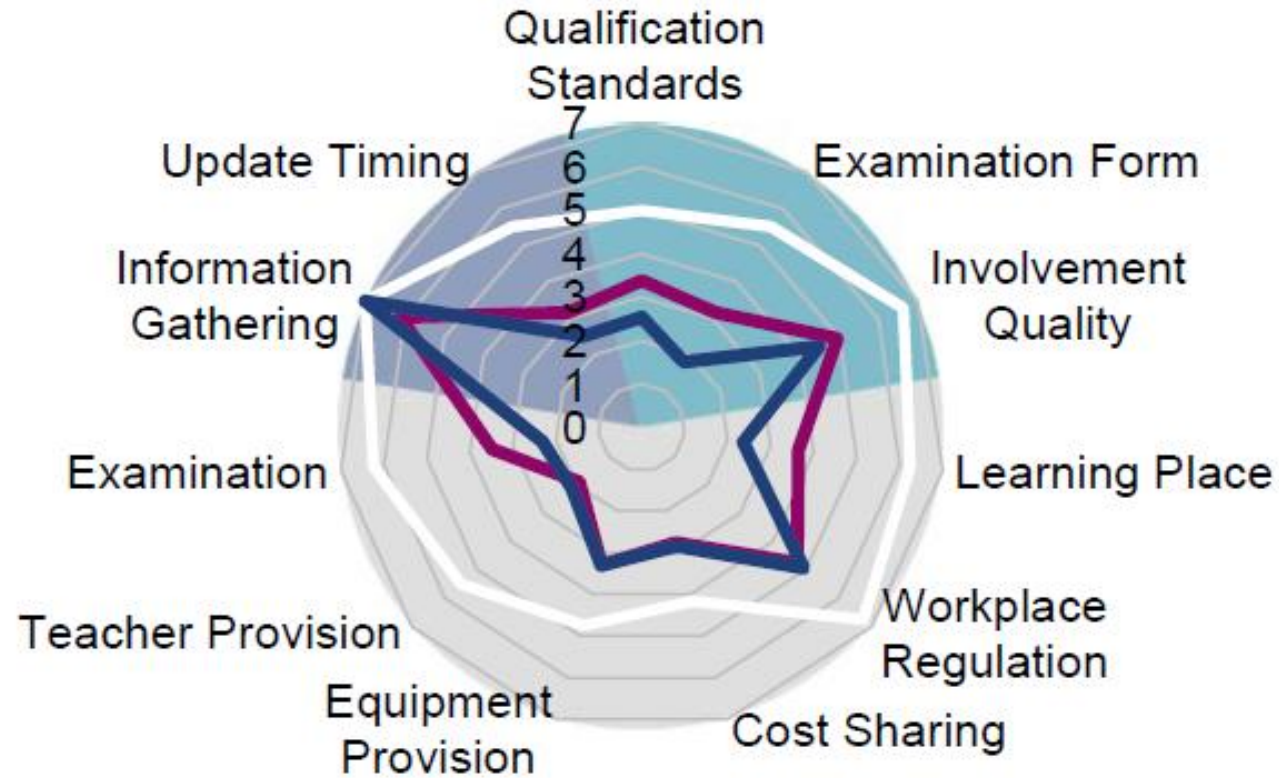 Qualification
Standards
Examination Form
Involvement
Quality
Learning Place
Workplace
Regulation
Cost Sharing
Equipment
Provision
Teacher Provision
Examination
Information
Gathering
Update Timing
7
6
5
4
3
2
1
0